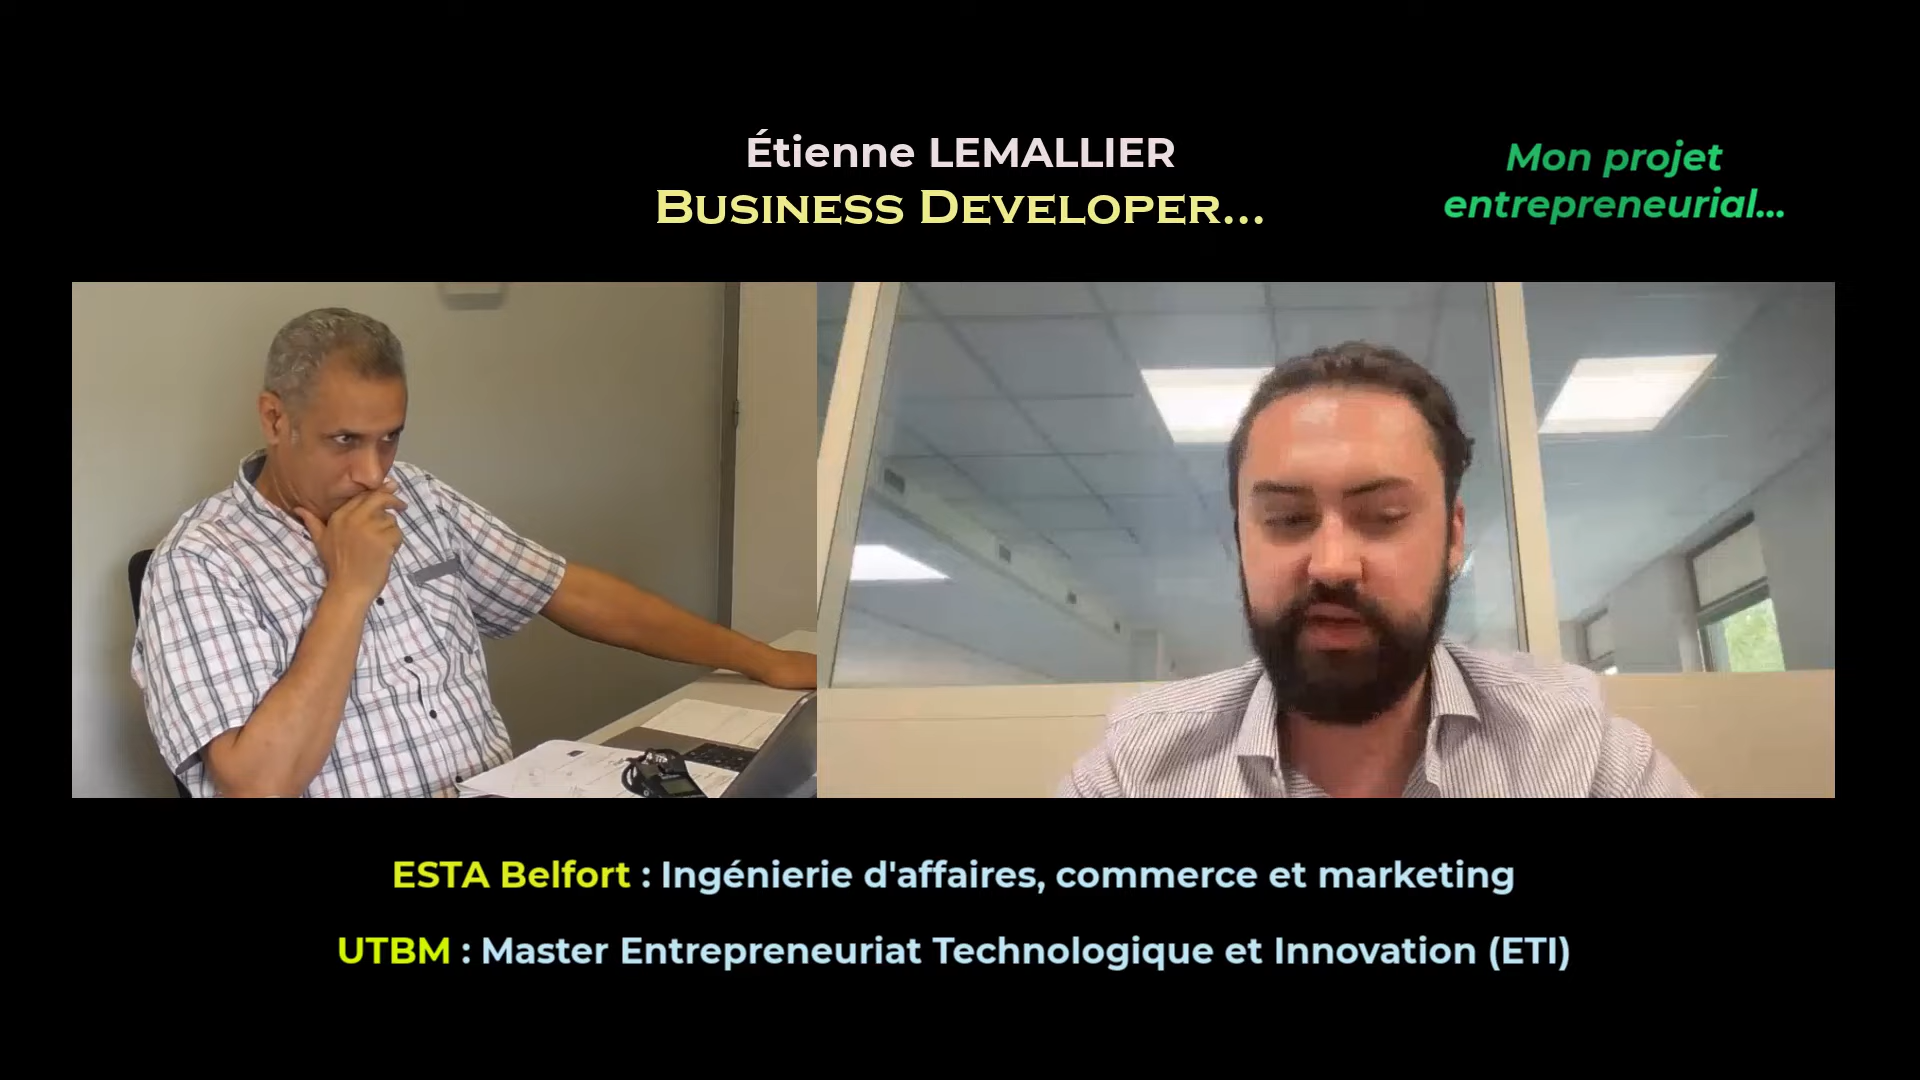 Étienne LEMALLIER
BUSINESS DEVELOPER...
Mon projet
entrepreneurial...
ESTA Belfort : Ingénierie d'affaires, commerce et marketing
UTBM : Master Entrepreneuriat Technologique et Innovation (ETI)